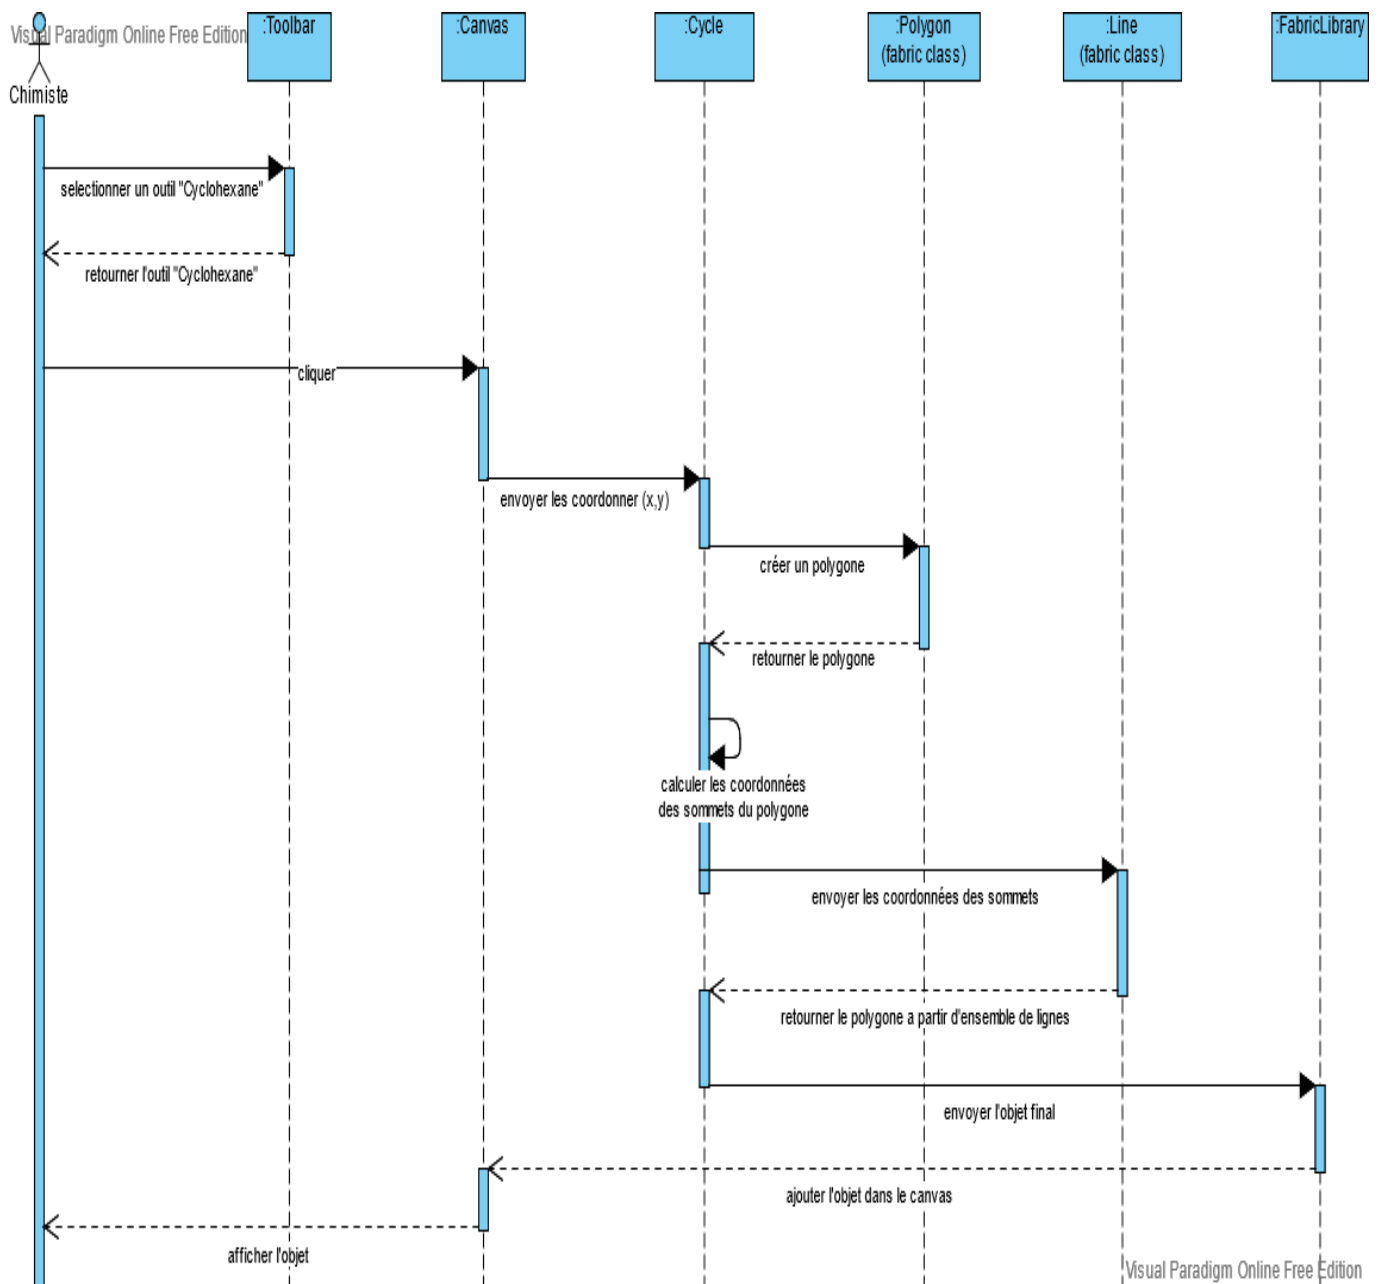 Visual Paradigm Online Free Edition
:Toolbar
:Canvas
:Cycle
:Polygon
(fabric class)
:Line
(fabric class)
:FabricLibrary
Chimiste
selectionner un outil "Cyclohexane"
retourner l'outil "Cyclohexane"
cliquer
envoyer les coordonner (x,y)
créer un polygone
retourner le polygone
calculer les coordonnées
des sommets du polygone
envoyer les coordonnées des sommets
retourner le polygone a partir d'ensemble de lignes
envoyer l'objet final
ajouter l'objet dans le canvas
afficher l'objet
Visual Paradigm Online Free Edition